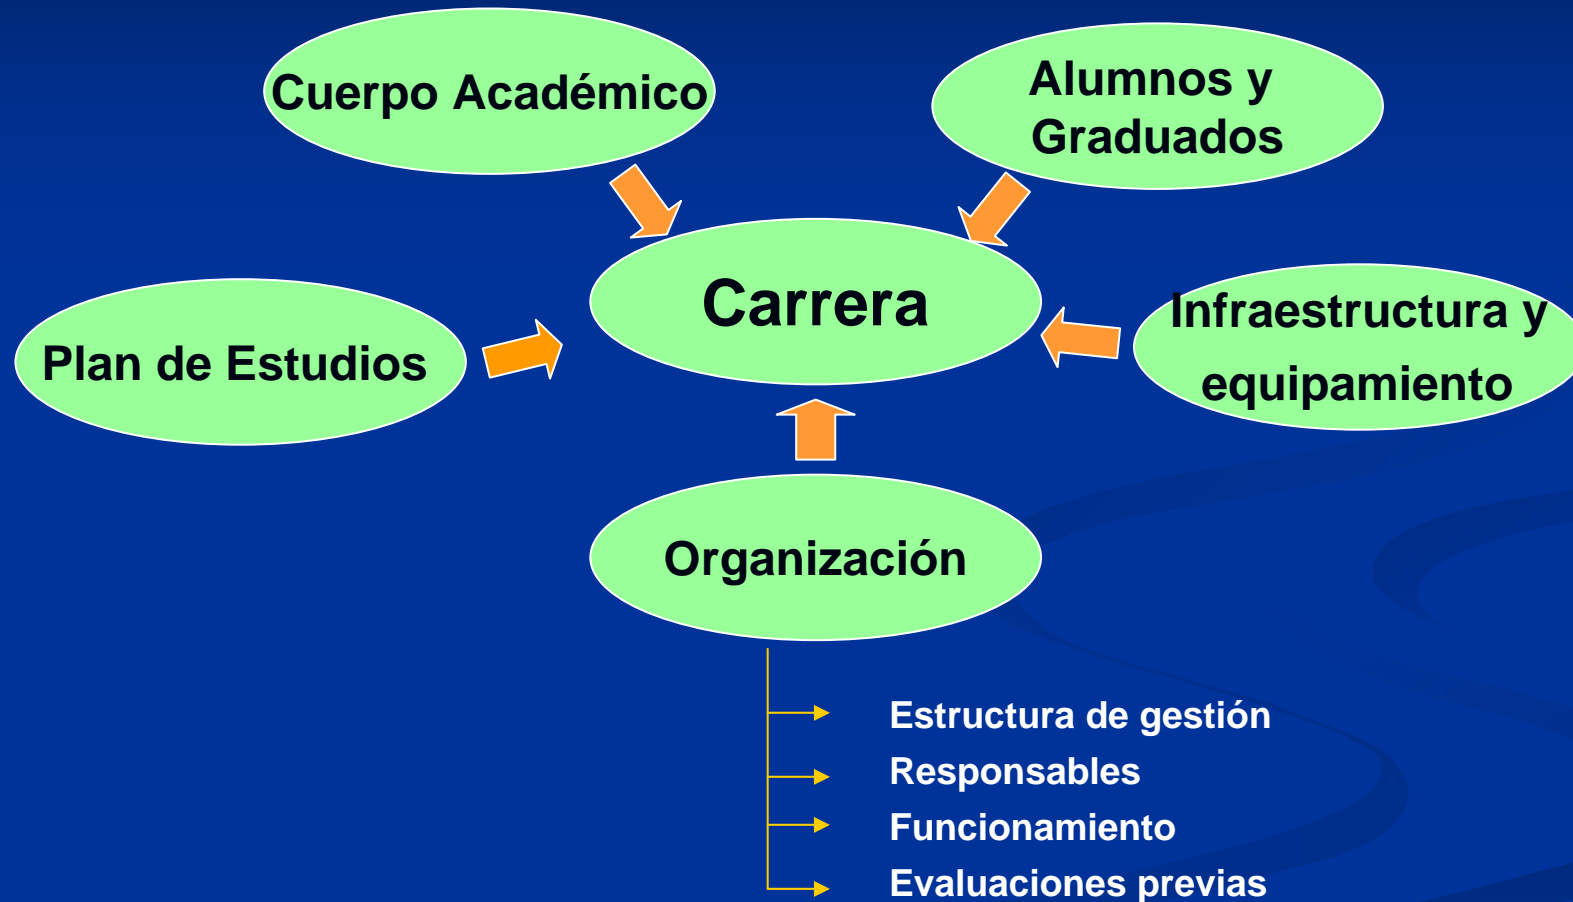 Cuerpo Académico
Alumnos y
Graduados
Carrera
Plan de Estudios
Infraestructura y
equipamiento
Organización
Estructura de gestión
Responsables
Funcionamiento
Evaluaciones previas